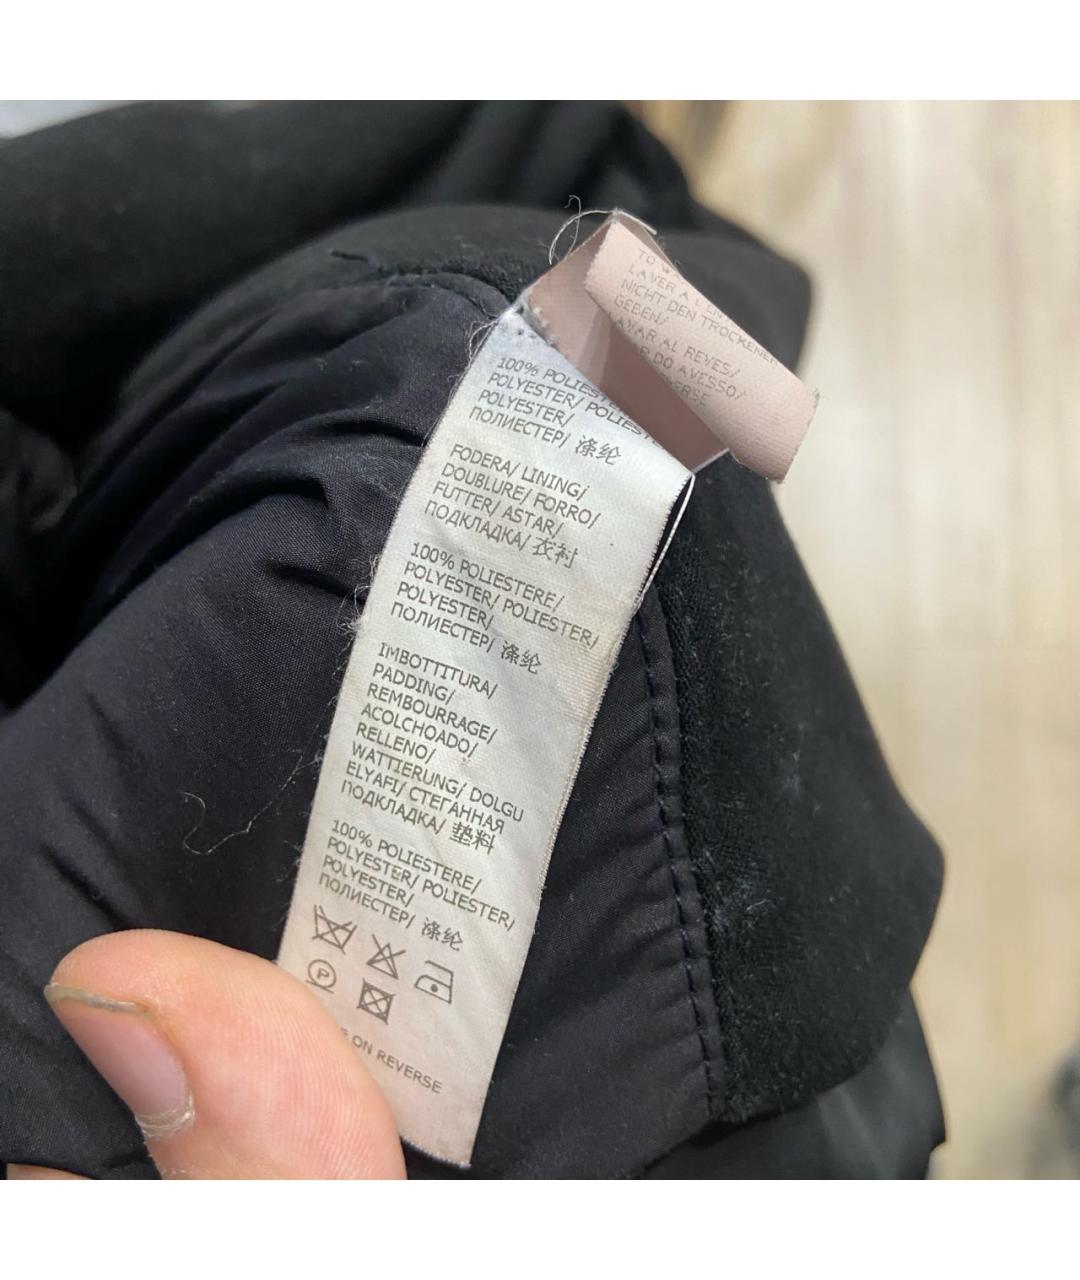 LAVER A L'EN
NICHT DEN TROCKENER
GEBEN/
LAVAR AL REVES/
DO AVESSO/
100% POLIEST
POLYESTER/ POLIEST
POLYESTER/
ПОЛИЕСТЕР/ 涤纶
FODERA/ LINING/
DOUBLURE/ FORRO/
FUTTER/ ASTAR/
ПОДКЛАДКА/ 衣衬
100% POLIESTERE/
POLYESTER/ POLIESTER/
POLYESTER/
ПОЛИЕСТЕР/ 涤纶
IMBOTTITURA/
PADDING/
REMBOURRAGE/
ACOLCHOADO/
RELLENO/
WATTIERUNG/ DOLGU
ELYAFI/ СТЕГАННАЯ
ПОДКЛАДКА/ 垫料
100% POLIESTERE/
POLYESTER/ POLIESTER/
POLYESTER/
ПОЛИЕСТЕР/ 涤纶
P
ON REVERSE